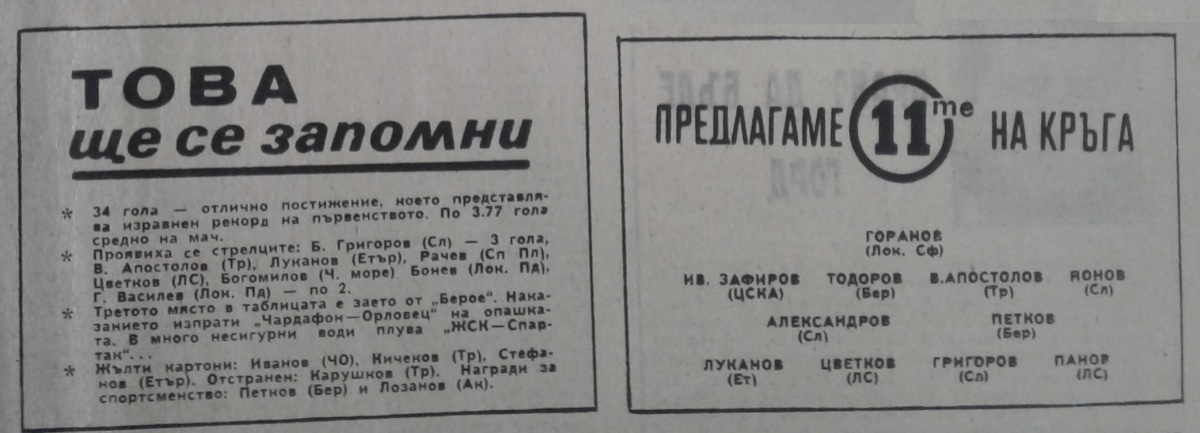 ТОВА
ще се запомни
* 34 гола — отлично постижение, което представля-
ва изравнен рекорд на първенството. По 3.77 гола
средно на мач.
* Проявиха се стрелците: Б. Григоров (Сл) — 3 гола,
В. Апостолов (Тр), Луканов (Етър), Рачев (Сп Пл),
Цветков (ЛС), Богомилов (Ч. море) Бонев (Лок. Пд),
Г. Василев (Лок. Пд) — по 2.
* Третото място в таблицата е заето от „Берое“. Нака-
занието изпрати „Чардафон—Орловец“ на опашка-
та. В много несигурни води плува „ЖСК—Спар-
так“...
* Жълти картони: Иванов (ЧО), Кичеков (Тр), Стефа-
нов (Етър). Отстранен: Карушков (Тр). Награди за
спортсменство: Петков (Бер) и Лозанов (Ак).
ПРЕДЛАГАМЕ 11те НА КРЪГА
ГОРАНОВ
(Лок. Сф)
ИВ. ЗАФИРОВ ТОДОРОВ В.АПОСТОЛОВ ЯОНОВ
(ЦСКА) (Бер) (Тр) (Сл)
АЛЕКСАНДРОВ ПЕТКОВ
(Сл) (Бер)
ЛУКАНОВ ЦВЕТКОВ ГРИГОРОВ ПАНОВ
(Ет) (ЛС) (Сл) (ЛС)